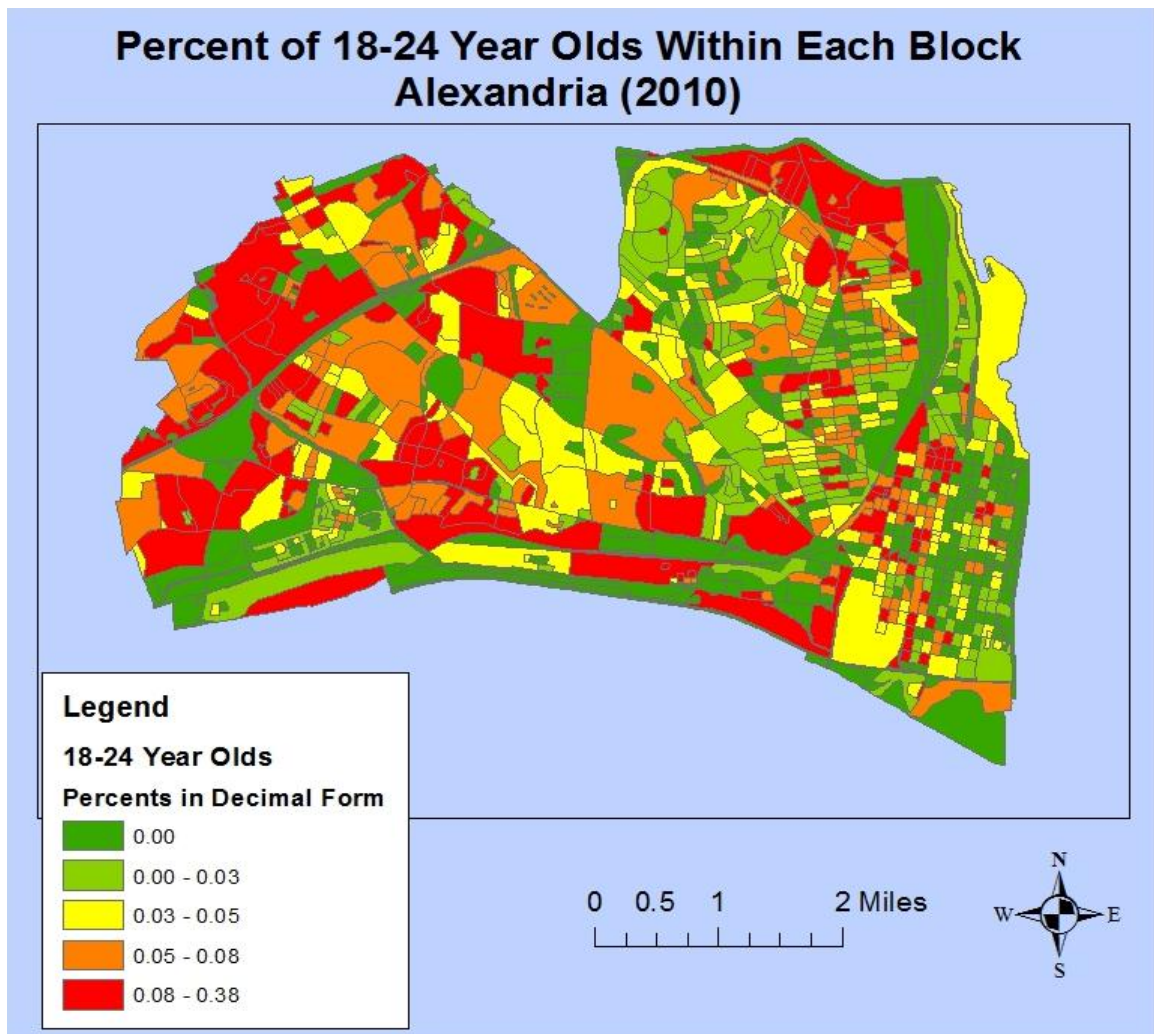 Percent of 18-24 Year Olds Within Each Block
Alexandria (2010)
Legend
18-24 Year Olds
Percents in Decimal Form
0.00
0.00 - 0.03
0.03 - 0.05
0.05 - 0.08
0.08 - 0.38
0 0.5 1 2 Miles
N
W E
S